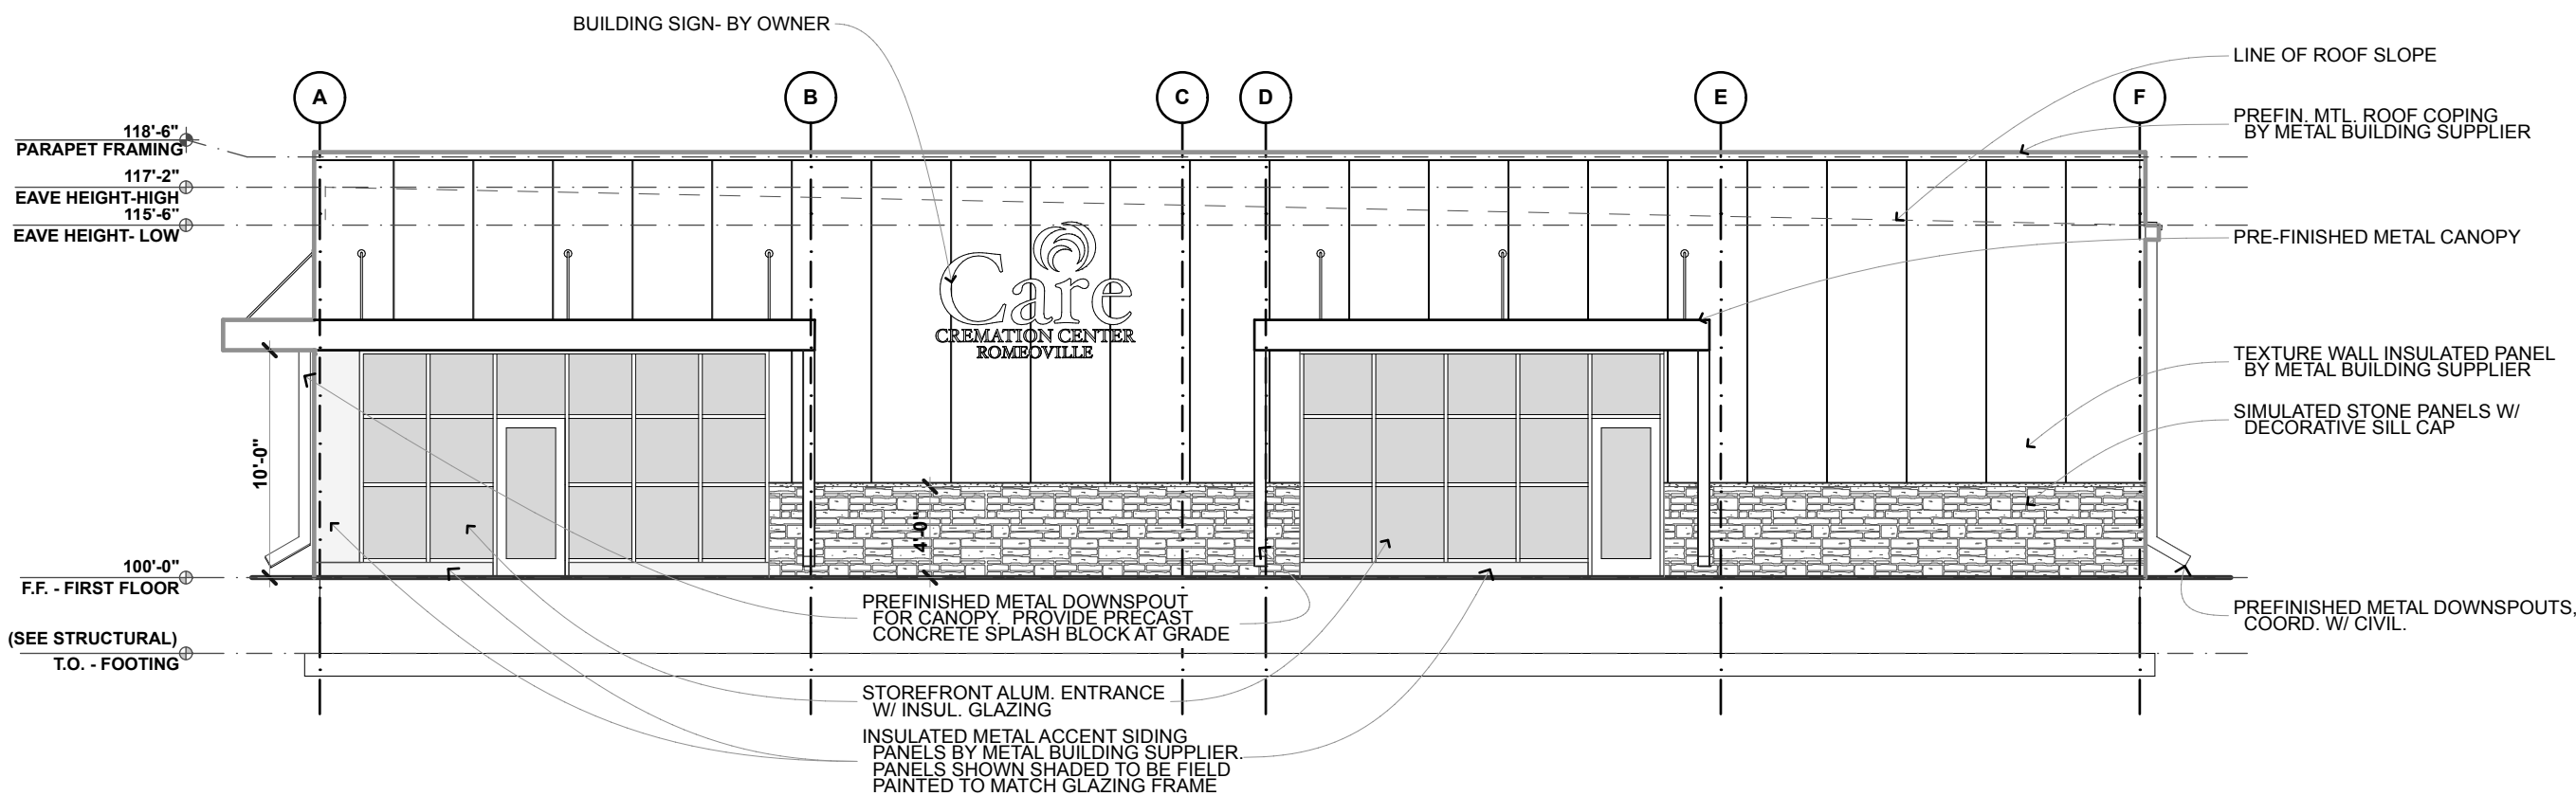 BUILDING SIGN- BY OWNER
LINE OF ROOF SLOPE
A
B
C
D
E
F
PREFIN. MTL. ROOF COPING
BY METAL BUILDING SUPPLIER
118'-6"
PARAPET FRAMING
117'-2"
EAVE HEIGHT-HIGH
115'-6"
EAVE HEIGHT- LOW
PRE-FINISHED METAL CANOPY
Care
CREMATION CENTER
ROMEOVILLE
TEXTURE WALL INSULATED PANEL
BY METAL BUILDING SUPPLIER
SIMULATED STONE PANELS W/
DECORATIVE SILL CAP
10'-0"
4'-0"
100'-0"
F.F. - FIRST FLOOR
PREFINISHED METAL DOWNSPOUT
FOR CANOPY. PROVIDE PRECAST
CONCRETE SPLASH BLOCK AT GRADE
PREFINISHED METAL DOWNSPOUTS,
COORD. W/ CIVIL.
(SEE STRUCTURAL)
T.O. - FOOTING
STOREFRONT ALUM. ENTRANCE
W/ INSUL. GLAZING
INSULATED METAL ACCENT SIDING
PANELS BY METAL BUILDING SUPPLIER.
PANELS SHOWN SHADED TO BE FIELD
PAINTED TO MATCH GLAZING FRAME